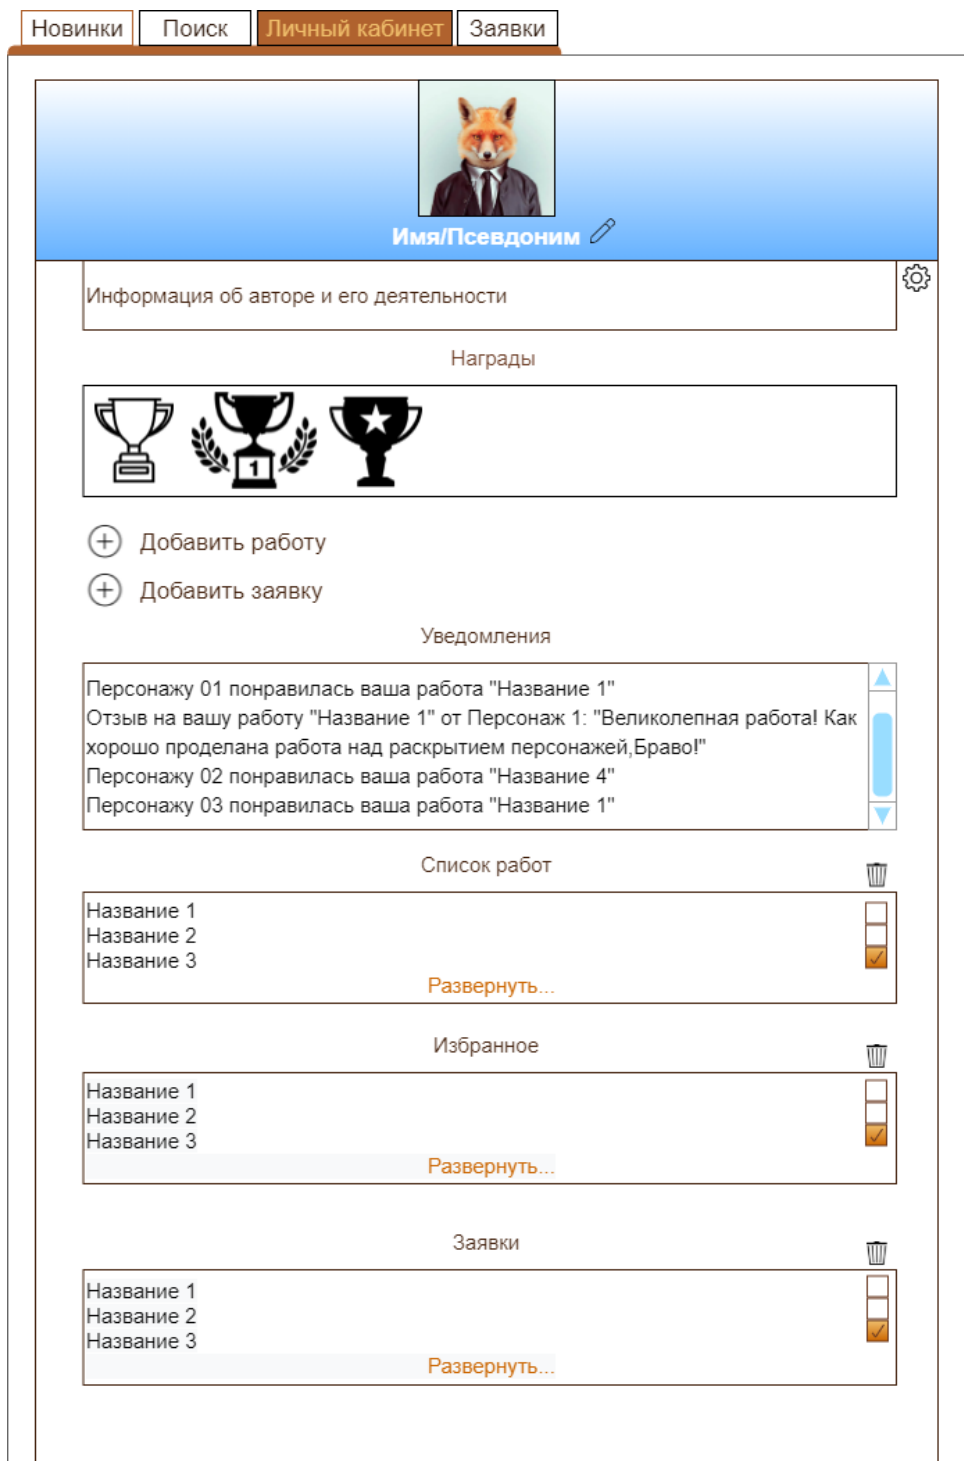 Новинки
Поиск
Личный кабинет
Заявки
Имя/Псевдоним
Информация об авторе и его деятельности
Награды
1
Добавить работу
Добавить заявку
Уведомления
Персонажу 01 понравилась ваша работа "Название 1"
Отзыв на вашу работу "Название 1" от Персонаж 1: "Великолепная работа! Как
хорошо проделана работа над раскрытием персонажей,Браво!"
Персонажу 02 понравилась ваша работа "Название 4"
Персонажу 03 понравилась ваша работа "Название 1"
Список работ
Название 1
Название 2
Название 3
Развернуть...
Избранное
Название 1
Название 2
Название 3
Развернуть...
Заявки
Название 1
Название 2
Название 3
Развернуть...